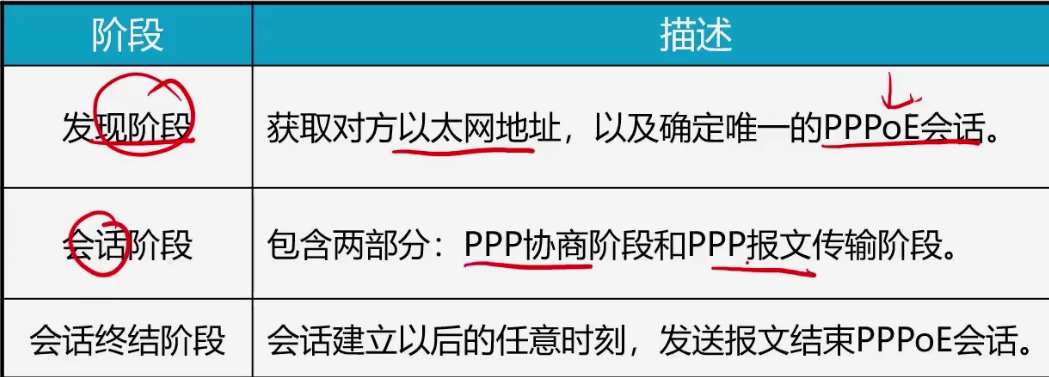 阶段 描述
发现阶段 获取对方以太网地址，以及确定唯一的PPPoE会话。
会话阶段 包含两部分：PPP协商阶段和PPP报文传输阶段。
会话终结阶段 会话建立以后的任意时刻，发送报文结束PPPoE会话。